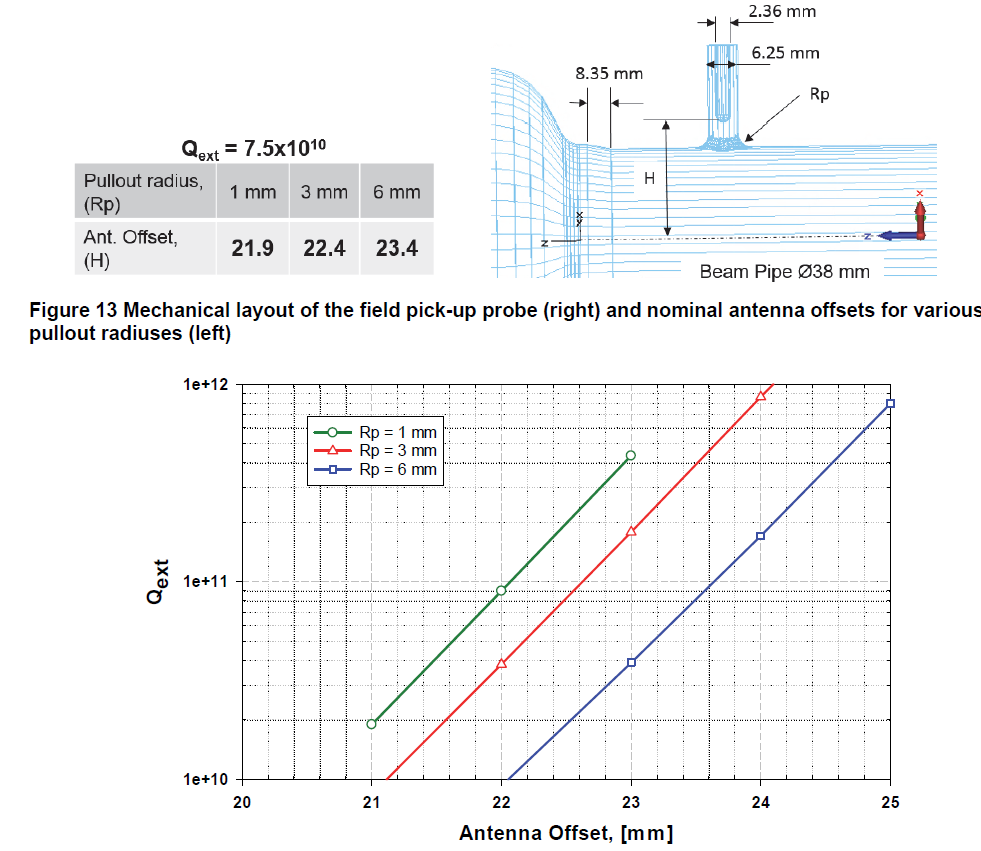 2.36 mm
6.25 mm
8.35 mm
Rp
Qext = 7.5x10¹⁰
Pullout radius, (Rp) 1 mm 3 mm 6 mm
Ant. Offset, (H) 21.9 22.4 23.4
H
x
y
z
x
z
Beam Pipe Ø38 mm
Figure 13 Mechanical layout of the field pick-up probe (right) and nominal antenna offsets for various
pullout radiuses (left)
1e+12
Rp = 1 mm
Rp = 3 mm
Rp = 6 mm
Qext
1e+11
1e+10
20 21 22 23 24 25
Antenna Offset, [mm]